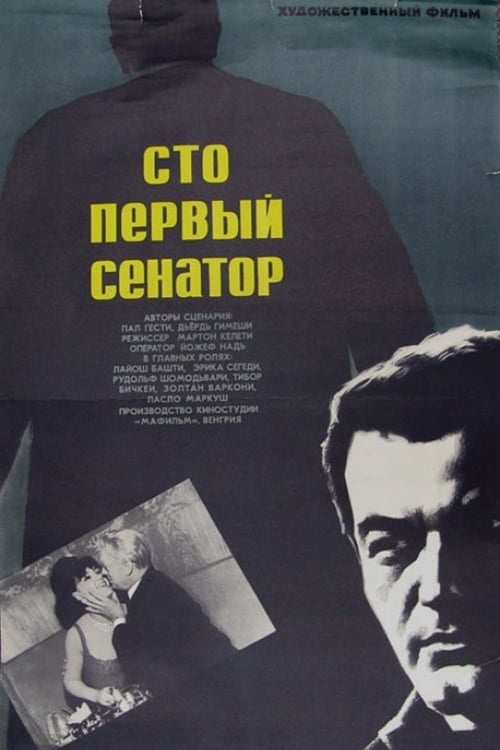 ХУДОЖЕСТВЕННЫЙ ФИЛЬМ
СТО
ПЕРВЫЙ
СЕНАТОР
АВТОРЫ СЦЕНАРИЯ:
ПАЛ ГЕСТИ, ДЬЁРДЬ ГИМЕШИ
РЕЖИССЕР МАРТОН КЕЛЕТИ
ОПЕРАТОР ЙОЖЕФ НАДЬ
В ГЛАВНЫХ РОЛЯХ:
ЛАЙОШ БАШТИ, ЭРИКА СЕГЕДИ,
РУДОЛЬФ ШОМОДЬВАРИ, ТИБОР
БИЧКЕИ, ЗОЛТАН ВАРКОНИ,
ЛАСЛО МАРКУШ
ПРОИЗВОДСТВО КИНОСТУДИИ
«МАФИЛЬМ», ВЕНГРИЯ